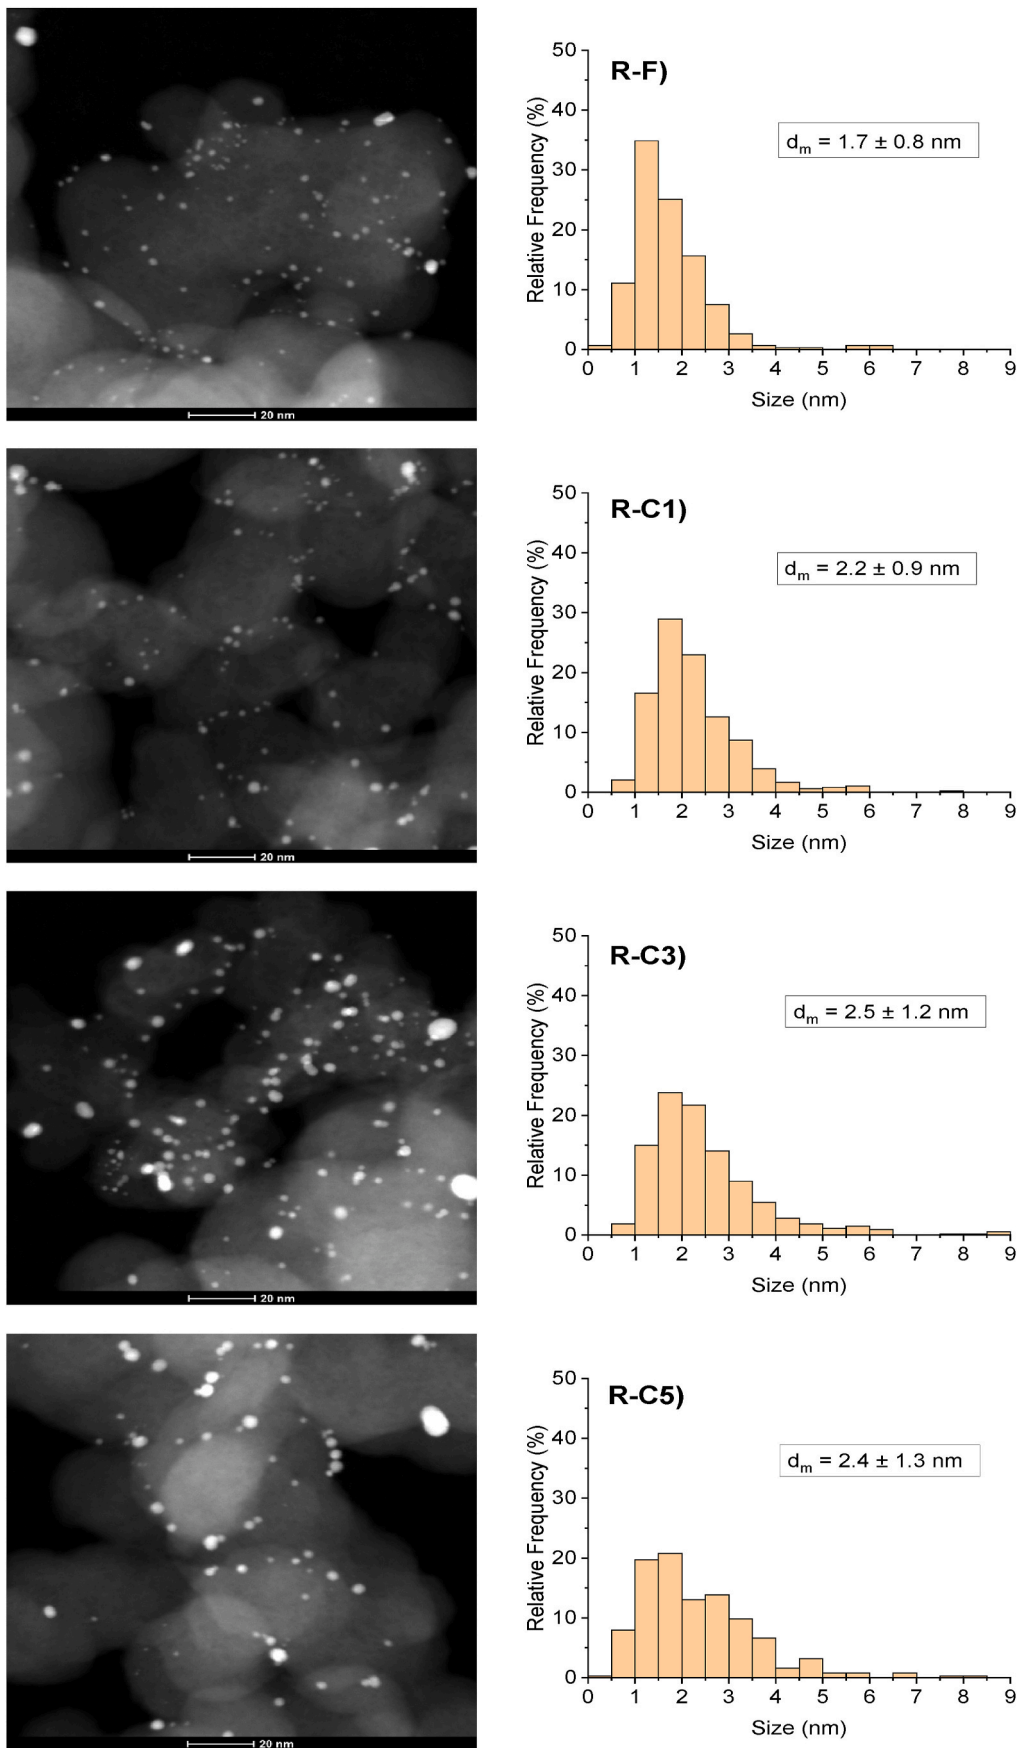 20 nm
R-F)
dm = 1.7 ± 0.8 nm
Relative Frequency (%)
50
40
30
20
10
0
0 1 2 3 4 5 6 7 8 9
Size (nm)
20 nm
R-C1)
dm = 2.2 ± 0.9 nm
Relative Frequency (%)
50
40
30
20
10
0
0 1 2 3 4 5 6 7 8 9
Size (nm)
20 nm
R-C3)
dm = 2.5 ± 1.2 nm
Relative Frequency (%)
50
40
30
20
10
0
0 1 2 3 4 5 6 7 8 9
Size (nm)
20 nm
R-C5)
dm = 2.4 ± 1.3 nm
Relative Frequency (%)
50
40
30
20
10
0
0 1 2 3 4 5 6 7 8 9
Size (nm)